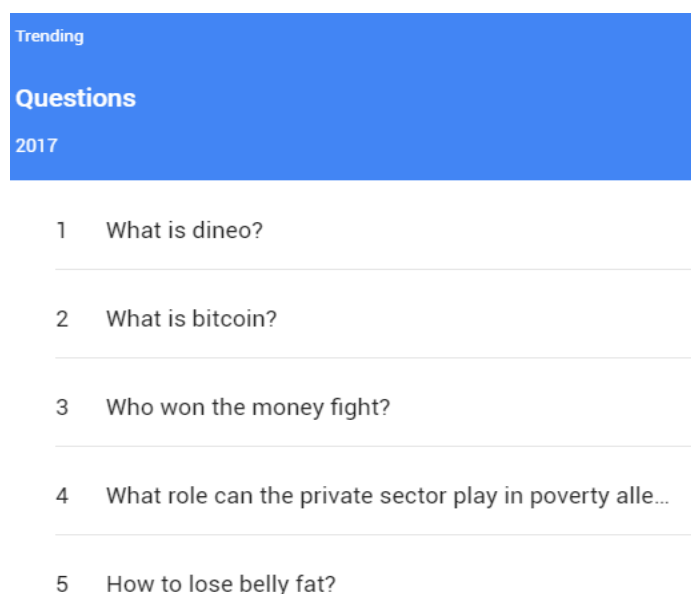 Trending
Questions
2017
1 What is dineo?
2 What is bitcoin?
3 Who won the money fight?
4 What role can the private sector play in poverty alle...
5 How to lose belly fat?